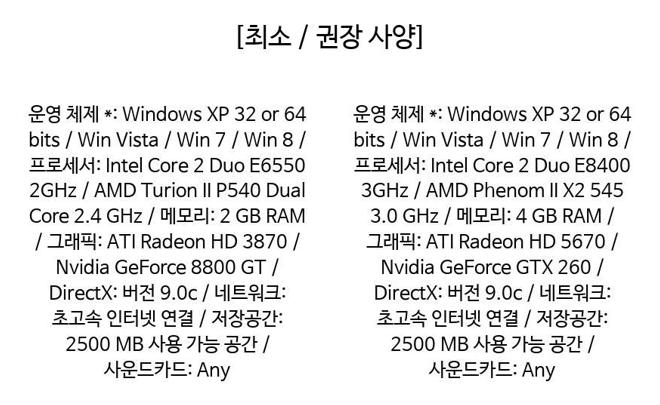 [최소 / 권장 사양]
운영 체제 *: Windows XP 32 or 64
bits / Win Vista / Win 7 / Win 8 /
프로세서: Intel Core 2 Duo E6550
2GHz / AMD Turion II P540 Dual
Core 2.4 GHz / 메모리: 2 GB RAM
/ 그래픽: ATI Radeon HD 3870 /
Nvidia GeForce 8800 GT /
DirectX: 버전 9.0c / 네트워크:
초고속 인터넷 연결 / 저장공간:
2500 MB 사용 가능 공간 /
사운드카드: Any
운영 체제 *: Windows XP 32 or 64
bits / Win Vista / Win 7 / Win 8 /
프로세서: Intel Core 2 Duo E8400
3GHz / AMD Phenom II X2 545
3.0 GHz / 메모리: 4 GB RAM /
그래픽: ATI Radeon HD 5670 /
Nvidia GeForce GTX 260 /
DirectX: 버전 9.0c / 네트워크:
초고속 인터넷 연결 / 저장공간:
2500 MB 사용 가능 공간 /
사운드카드: Any